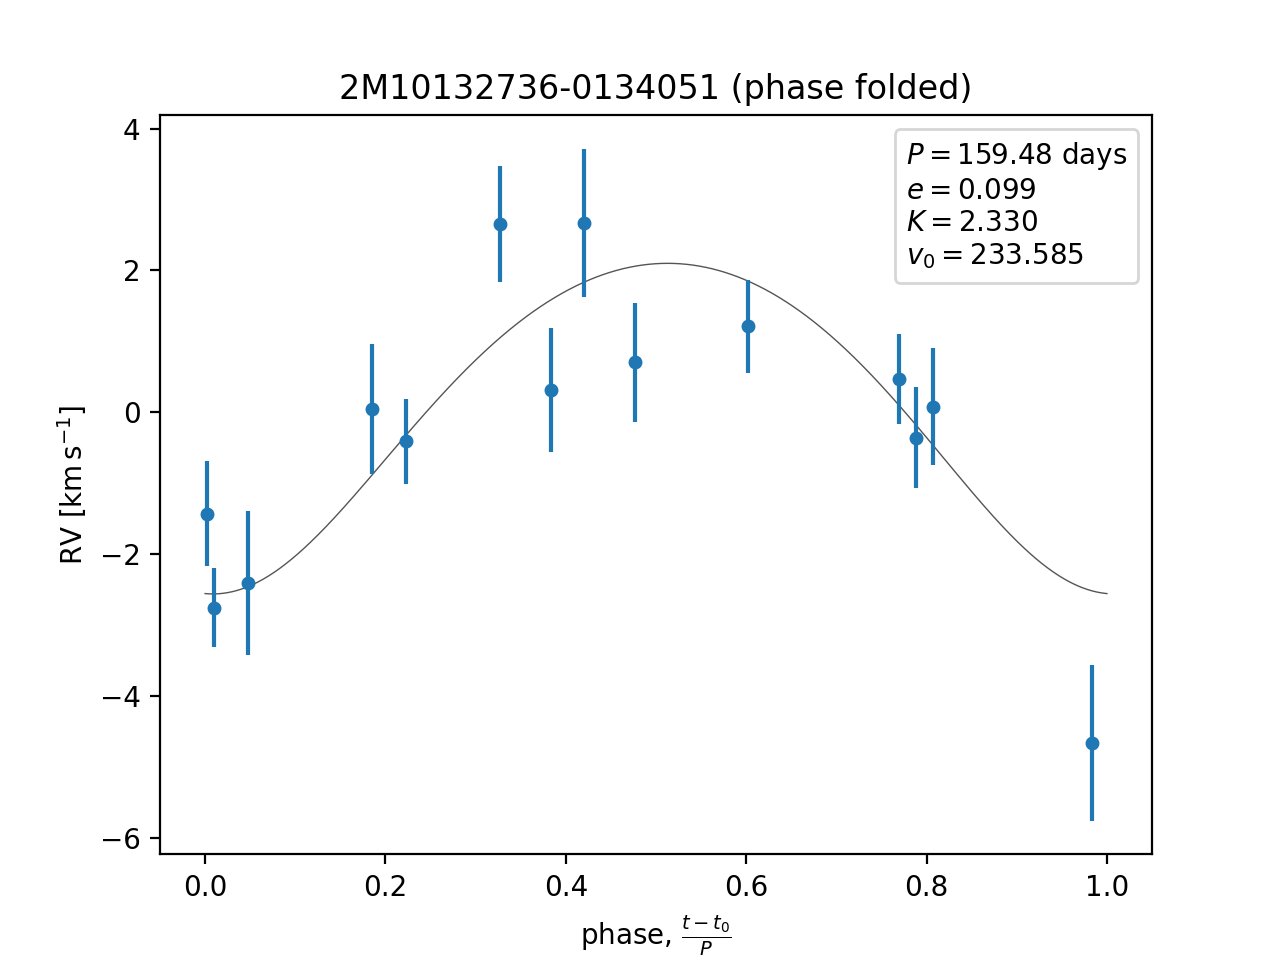 2M10132736-0134051 (phase folded)
P = 159.48 days
e = 0.099
K = 2.330
v₀ = 233.585
RV [km s⁻¹]
4
2
0
−2
−4
−6
0.0 0.2 0.4 0.6 0.8 1.0
phase, (t − t₀)/P